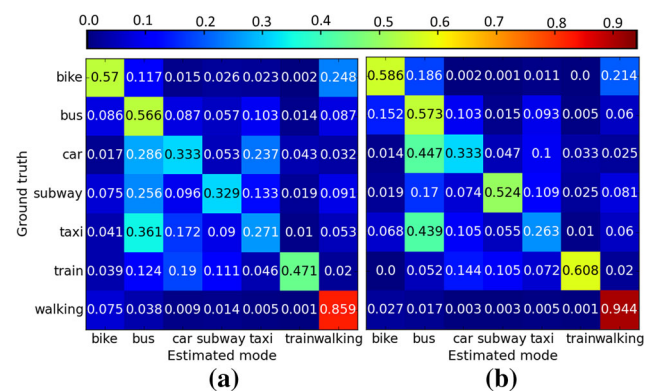 0.0 0.1 0.2 0.3 0.4 0.5 0.6 0.7 0.8 0.9
Ground truth
bike 0.57 0.117 0.015 0.026 0.023 0.002 0.248
bus 0.086 0.566 0.087 0.057 0.103 0.014 0.087
car 0.017 0.286 0.333 0.053 0.237 0.043 0.032
subway 0.075 0.256 0.096 0.329 0.133 0.019 0.091
taxi 0.041 0.361 0.172 0.09 0.271 0.01 0.053
train 0.039 0.124 0.19 0.111 0.046 0.471 0.02
walking 0.075 0.038 0.009 0.014 0.005 0.001 0.859
bike bus car subway taxi train walking
Estimated mode
(a)
0.586 0.186 0.002 0.001 0.011 0.0 0.214
0.152 0.573 0.103 0.015 0.093 0.005 0.06
0.014 0.447 0.333 0.047 0.1 0.033 0.025
0.019 0.17 0.074 0.524 0.109 0.025 0.081
0.068 0.439 0.105 0.055 0.263 0.01 0.06
0.0 0.052 0.144 0.105 0.072 0.608 0.02
0.027 0.017 0.003 0.003 0.005 0.001 0.944
bike bus car subway taxi train walking
Estimated mode
(b)